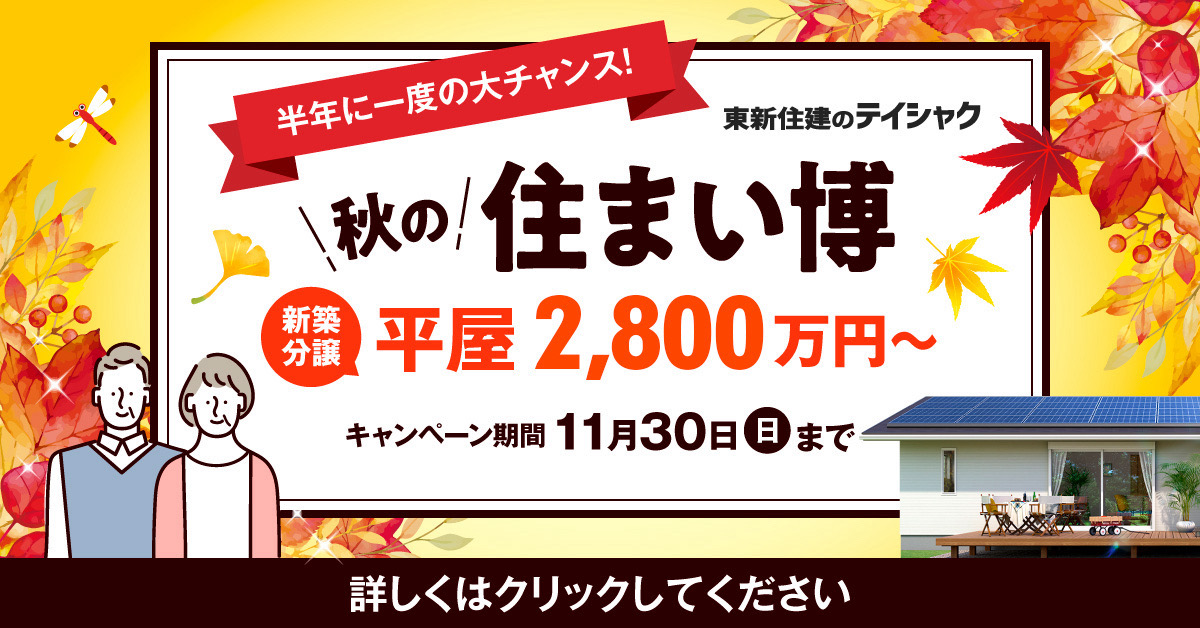 半年に一度の大チャンス!
東新住建のテイシャク
秋の住まい博
新築
分譲
平屋2,800万円〜
キャンペーン期間 11月30日日まで
詳しくはクリックしてください